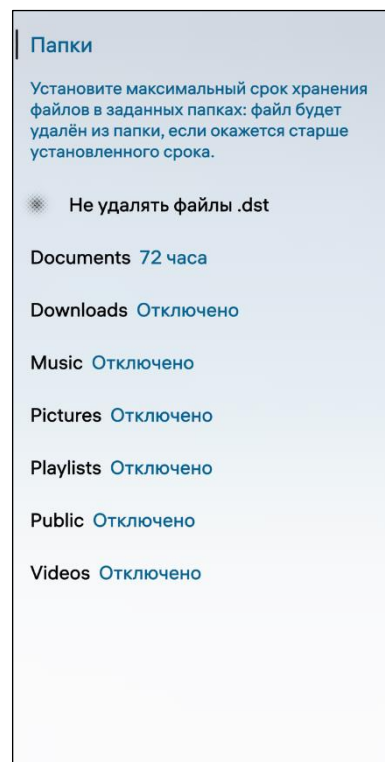 Папки
Установите максимальный срок хранения
файлов в заданных папках: файл будет
удалён из папки, если окажется старше
установленного срока.
Не удалять файлы .dst
Documents 72 часа
Downloads Отключено
Music Отключено
Pictures Отключено
Playlists Отключено
Public Отключено
Videos Отключено